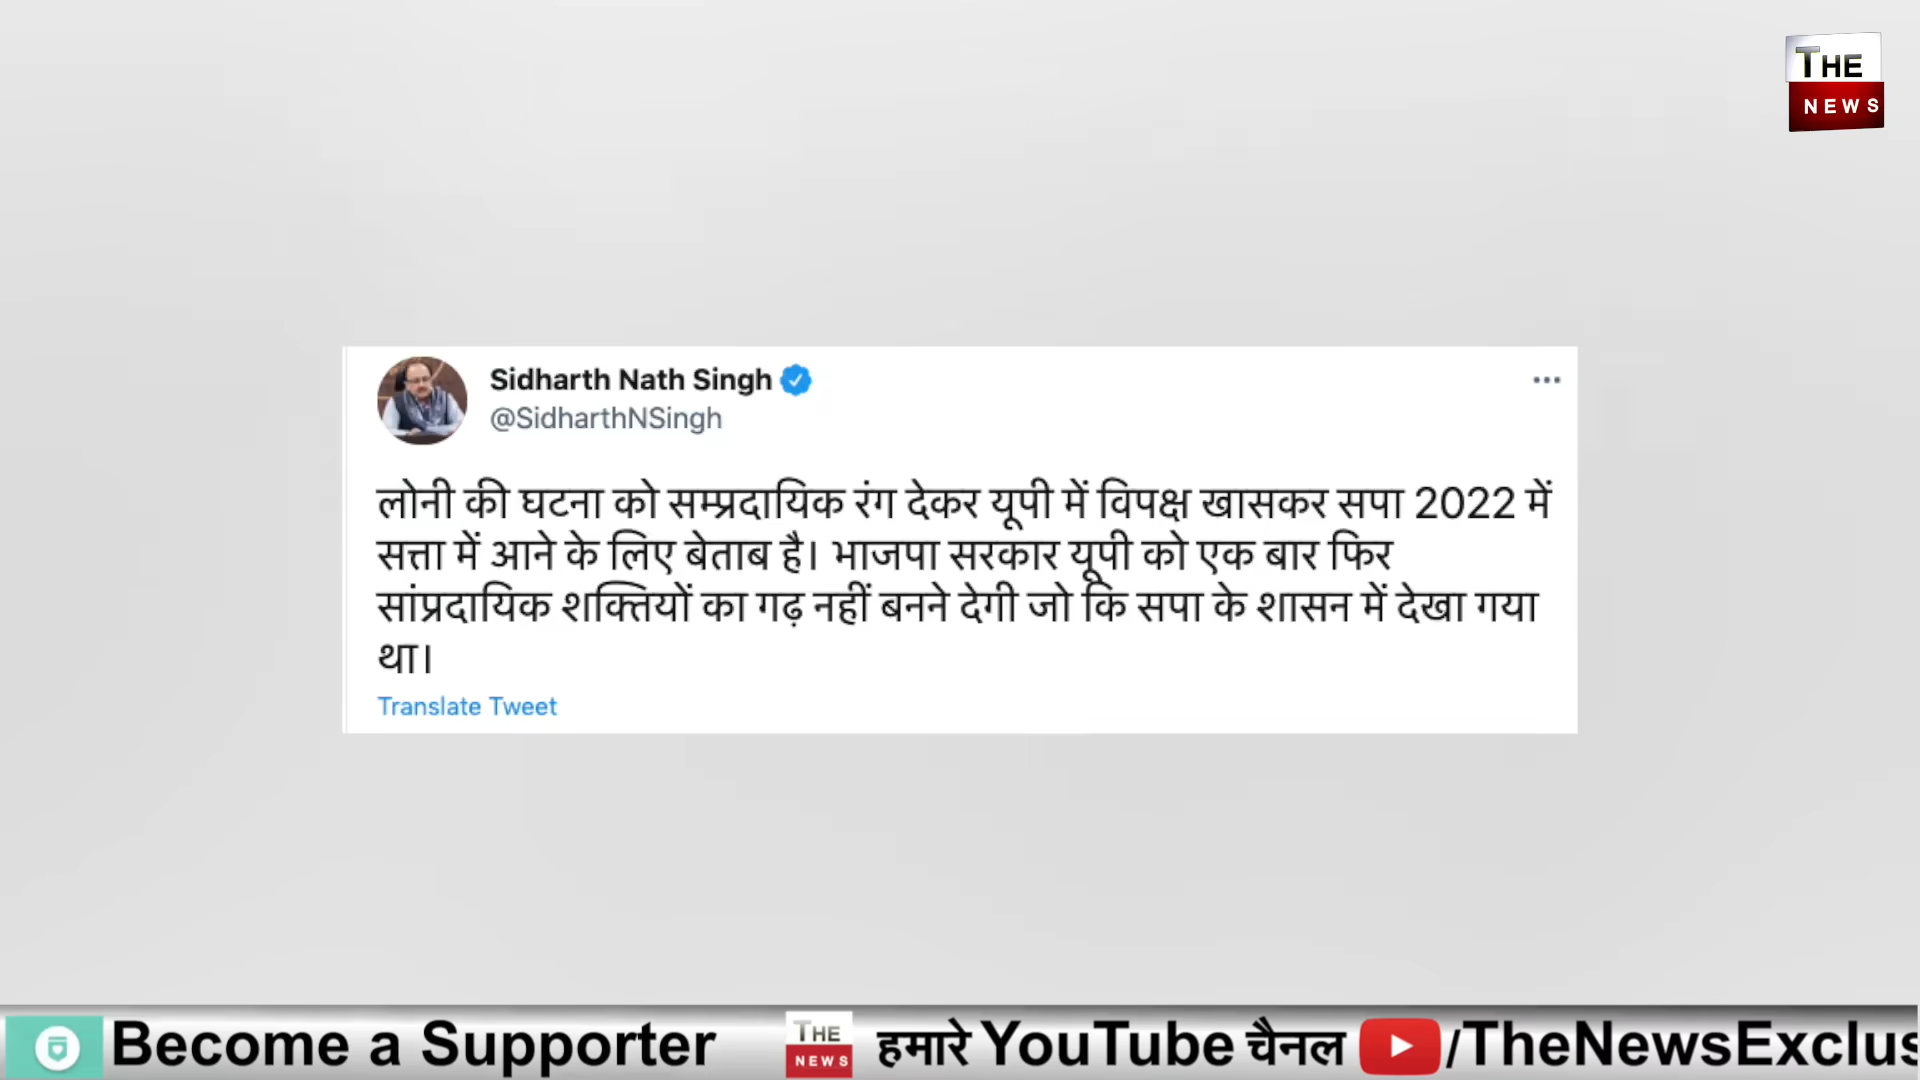 THE
NEWS
Sidharth Nath Singh
@SidharthNSingh
लोनी की घटना को सम्प्रदायिक रंग देकर यूपी में विपक्ष खासकर सपा 2022 में
सत्ता में आने के लिए बेताब है। भाजपा सरकार यूपी को एक बार फिर
सांप्रदायिक शक्तियों का गढ़ नहीं बनने देगी जो कि सपा के शासन में देखा गया
था।
Translate Tweet
Become a Supporter THE NEWS हमारे YouTube चैनल /TheNewsExclus